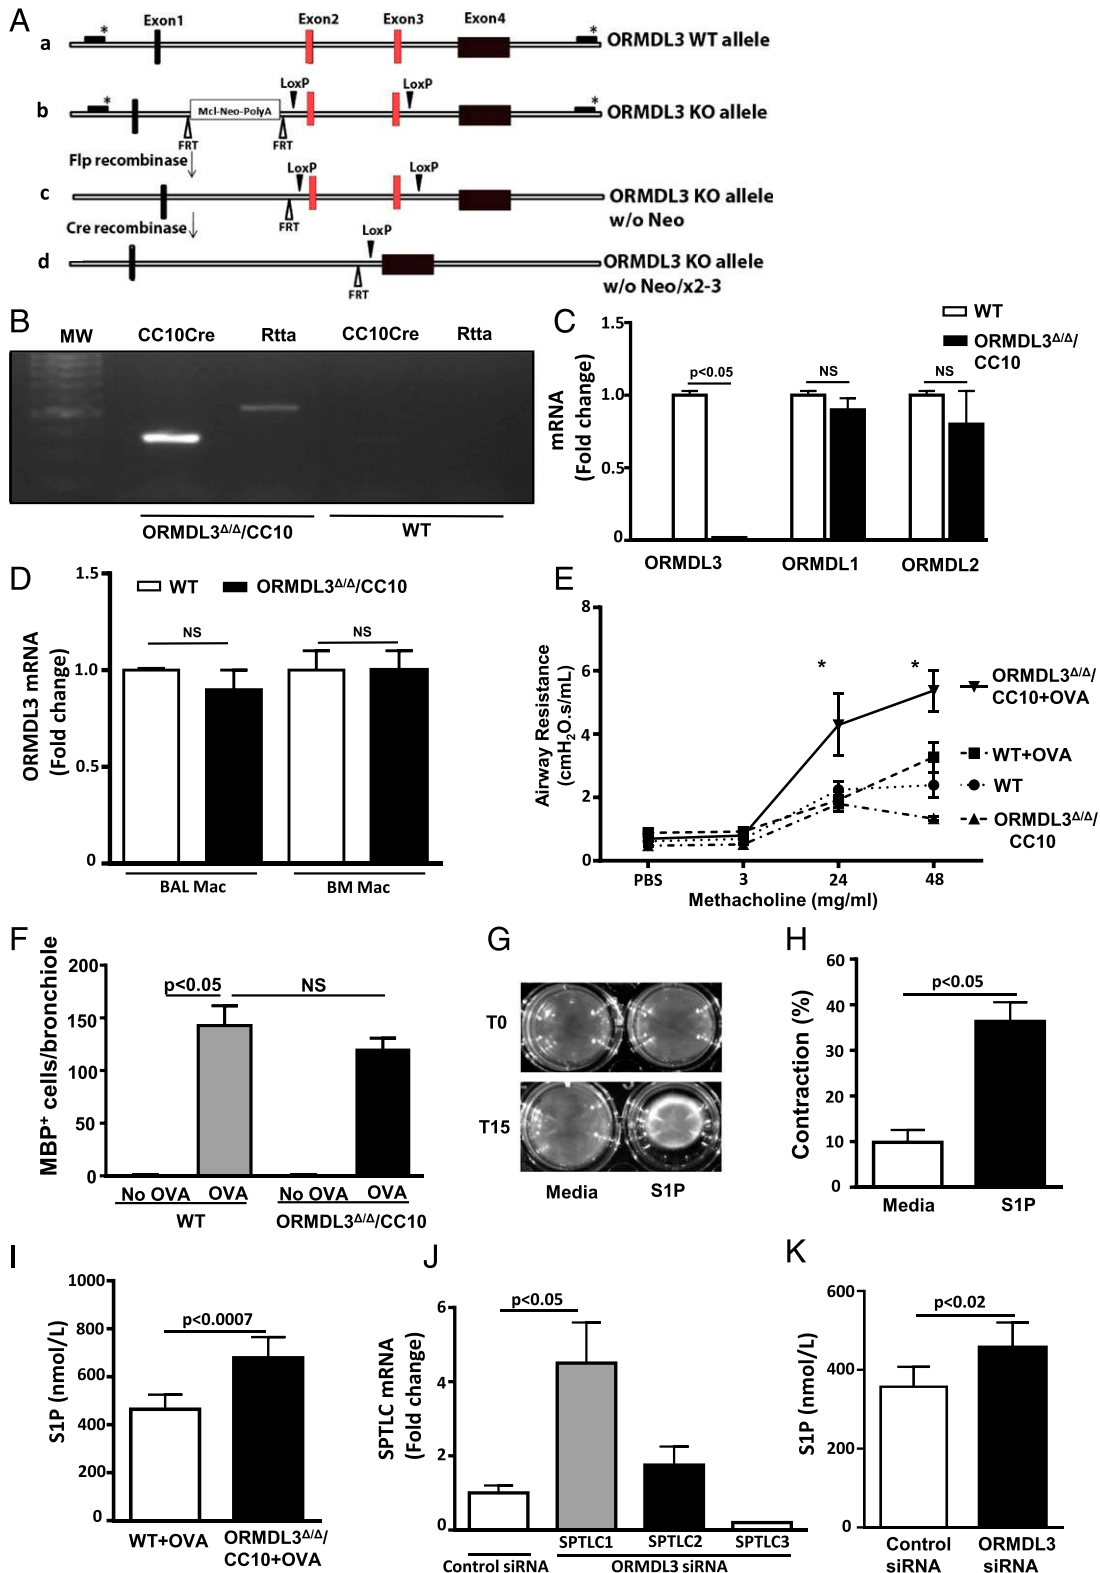 A
Exon1 Exon2 Exon3 Exon4
* *
a ORMDL3 WT allele
LoxP LoxP
* *
b Mcl-Neo-PolyA ORMDL3 KO allele
FRT FRT
Flp recombinase
LoxP LoxP
c ORMDL3 KO allele
w/o Neo
FRT
Cre recombinase
LoxP
d ORMDL3 KO allele
w/o Neo/x2-3
FRT
B
MW CC10Cre Rtta CC10Cre Rtta
ORMDL3Δ/Δ/CC10 WT
C
WT
ORMDL3Δ/Δ/
CC10
mRNA
(Fold change)
1.5
1.0
0.5
0
p<0.05 NS NS
ORMDL3 ORMDL1 ORMDL2
D
WT ORMDL3Δ/Δ/CC10
ORMDL3 mRNA
(Fold change)
1.5
1.0
0.5
0
NS NS
BAL Mac BM Mac
E
Airway Resistance
(cmH2O.s/mL)
8
6
4
2
0
* *
ORMDL3Δ/Δ/
CC10+OVA
WT+OVA
WT
ORMDL3Δ/Δ/
CC10
PBS 3 24 48
Methacholine (mg/ml)
F
MBP+ cells/bronchiole
200
150
100
50
0
p<0.05 NS
No OVA OVA No OVA OVA
WT ORMDL3Δ/Δ/CC10
G
T0
T15
Media S1P
H
Contraction (%)
60
40
30
20
10
0
p<0.05
Media S1P
I
S1P (nmol/L)
1000
800
600
400
200
0
p<0.0007
WT+OVA ORMDL3Δ/Δ/
CC10+OVA
J
SPTLC mRNA
(Fold change)
6
4
2
0
p<0.05
SPTLC1 SPTLC2 SPTLC3
Control siRNA ORMDL3 siRNA
K
S1P (nmol/L)
600
400
200
0
p<0.02
Control
siRNA
ORMDL3
siRNA